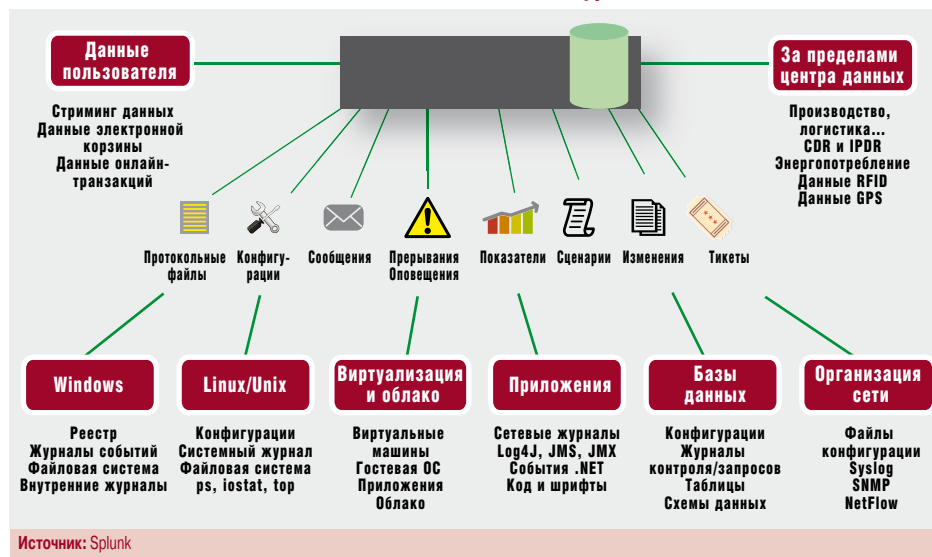 Данные
пользователя
Стриминг данных
Данные электронной
корзины
Данные онлайн-
транзакций
За пределами
центра данных
Производство,
логистика...
CDR и IPDR
Энергопотребление
Данные RFID
Данные GPS
Протокольные
файлы
Конфигу-
рации
Сообщения
Прерывания
Оповещения
Показатели
Сценарии
Изменения
Тикеты
Windows
Реестр
Журналы событий
Файловая система
Внутренние журналы
Linux/Unix
Конфигурации
Системный журнал
Файловая система
ps, iostat, top
Виртуализация
и облако
Виртуальные
машины
Гостевая ОС
Приложения
Облако
Приложения
Сетевые журналы
Log4J, JMS, JMX
События .NET
Код и шрифты
Базы
данных
Конфигурации
Журналы
контроля/запросов
Таблицы
Схемы данных
Организация
сети
Файлы
конфигурации
Syslog
SNMP
NetFlow
Источник: Splunk